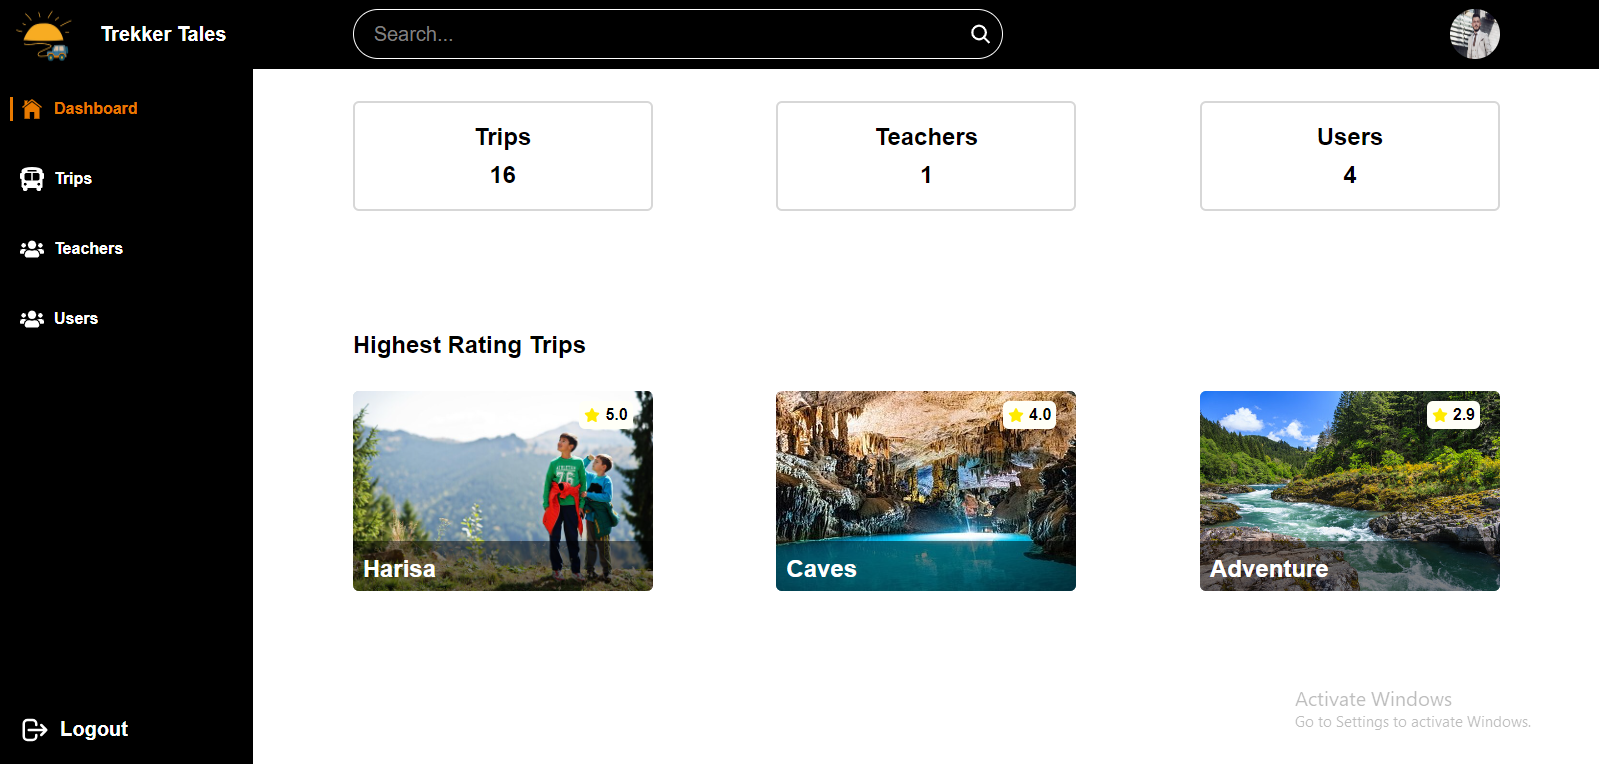 Trekker Tales
Search...
Dashboard
Trips
Teachers
Users
Logout
Trips
16
Teachers
1
Users
4
Highest Rating Trips
5.0
Harisa
4.0
Caves
2.9
Adventure
Activate Windows
Go to Settings to activate Windows.